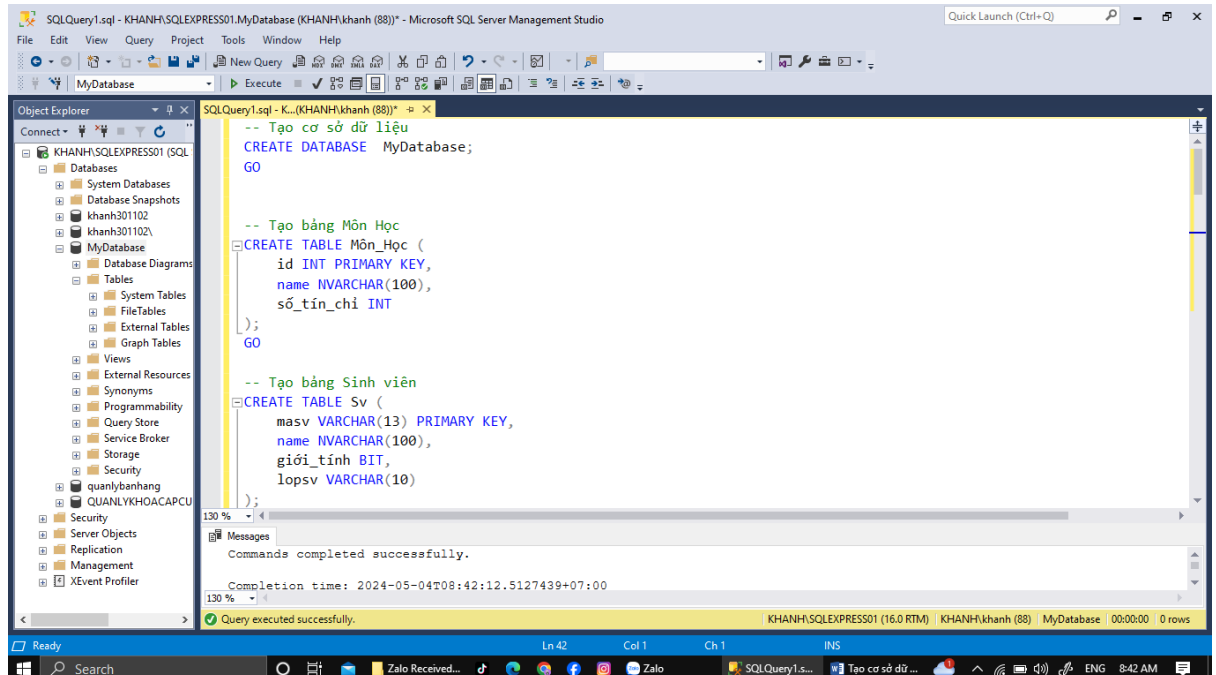 SQLQuery1.sql - KHANH\SQLEXPRESS01.MyDatabase (KHANH\khanh (88))* - Microsoft SQL Server Management Studio
Quick Launch (Ctrl+Q)
File Edit View Query Project Tools Window Help
New Query
MyDatabase
Execute
Object Explorer
SQLQuery1.sql - K...(KHANH\khanh (88))*
Connect
KHANH\SQLEXPRESS01 (SQL
Databases
System Databases
Database Snapshots
khanh301102
khanh301102\
MyDatabase
Database Diagrams
Tables
System Tables
FileTables
External Tables
Graph Tables
Views
External Resources
Synonyms
Programmability
Query Store
Service Broker
Storage
Security
quanlybanhang
QUANLYKHOACAPCU
Security
Server Objects
Replication
Management
XEvent Profiler
-- Tạo cơ sở dữ liệu
CREATE DATABASE  MyDatabase;
GO
-- Tạo bảng Môn Học
CREATE TABLE Môn_Học (
id INT PRIMARY KEY,
name NVARCHAR(100),
số_tín_chỉ INT
);
GO
-- Tạo bảng Sinh viên
CREATE TABLE Sv (
masv VARCHAR(13) PRIMARY KEY,
name NVARCHAR(100),
giới_tính BIT,
lopsv VARCHAR(10)
);
130 %
Messages
Commands completed successfully.
Completion time: 2024-05-04T08:42:12.5127439+07:00
130 %
Query executed successfully.
KHANH\SQLEXPRESS01 (16.0 RTM) KHANH\khanh (88) MyDatabase 00:00:00 0 rows
Ready Ln 42 Col 1 Ch 1 INS
Search Zalo Received... Zalo SQLQuery1.s... Tạo cơ sở dữ ... ENG 8:42 AM